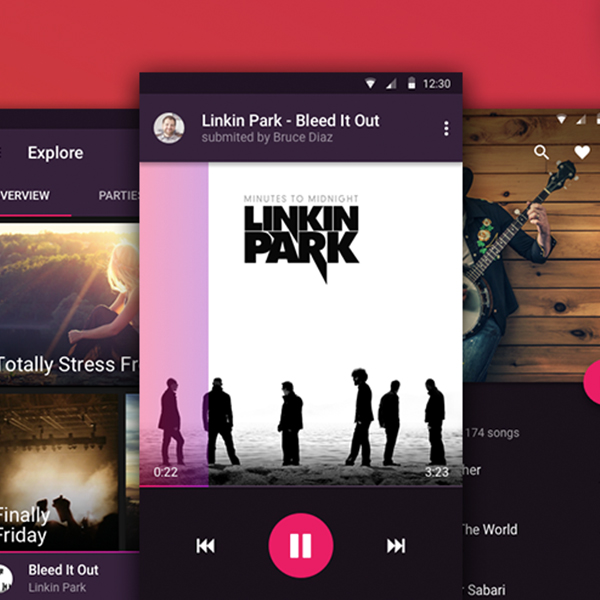 Explore
VERVIEW
PARTIES
Totally Stress Fr
Finally
Friday
Bleed It Out
Linkin Park
12:30
Linkin Park - Bleed It Out
submited by Bruce Diaz
MINUTES TO MIDNIGHT
LINKIN
PARK
0:22
3:23
174 songs
her
The World
r Sabari